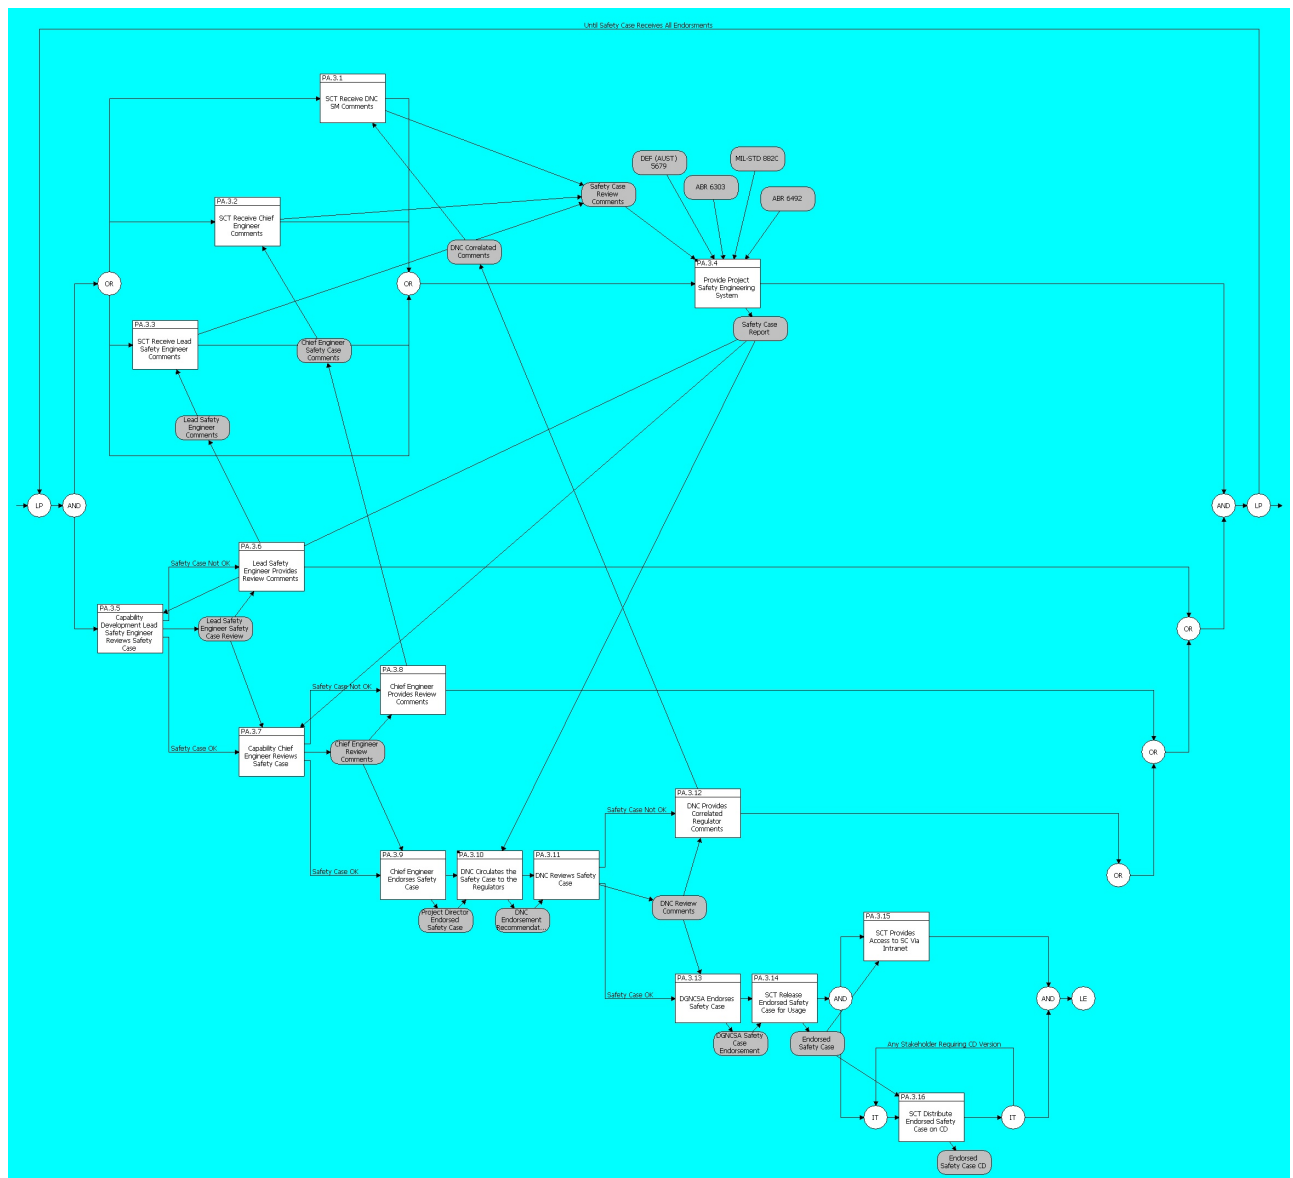 Until Safety Case Receives All Endorsments
PA.3.1
SCT Receive DNC
SM Comments
DEF (AUST)
5679
MIL-STD 882C
ABR 6303
ABR 6492
Safety Case
Review
Comments
PA.3.2
SCT Receive Chief
Engineer
Comments
DNC Correlated
Comments
PA.3.4
Provide Project
Safety Engineering
System
OR
OR
Safety Case
Report
PA.3.3
SCT Receive Lead
Safety Engineer
Comments
Chief Engineer
Safety Case
Comments
Lead Safety
Engineer
Comments
LP
AND
AND
LP
PA.3.6
Lead Safety
Engineer Provides
Review Comments
Safety Case Not OK
PA.3.5
Capability
Development Lead
Safety Engineer
Reviews Safety
Case
Lead Safety
Engineer Safety
Case Review
OR
PA.3.8
Chief Engineer
Provides Review
Comments
Safety Case Not OK
PA.3.7
Capability Chief
Engineer Reviews
Safety Case
Safety Case OK
Chief Engineer
Review
Comments
OR
PA.3.12
DNC Provides
Correlated
Regulator
Comments
Safety Case Not OK
PA.3.9
Chief Engineer
Endorses Safety
Case
Safety Case OK
PA.3.10
DNC Circulates the
Safety Case to the
Regulators
PA.3.11
DNC Reviews Safety
Case
OR
Project Director
Endorsed
Safety Case
DNC
Endorsement
Recommendat...
DNC Review
Comments
PA.3.15
SCT Provides
Access to SC Via
Intranet
PA.3.13
DGNCSA Endorses
Safety Case
Safety Case OK
PA.3.14
SCT Release
Endorsed Safety
Case for Usage
AND
AND
LE
DGNCSA Safety
Case
Endorsement
Endorsed
Safety Case
Any Stakeholder Requiring CD Version
PA.3.16
SCT Distribute
Endorsed Safety
Case on CD
IT
IT
Endorsed
Safety Case CD